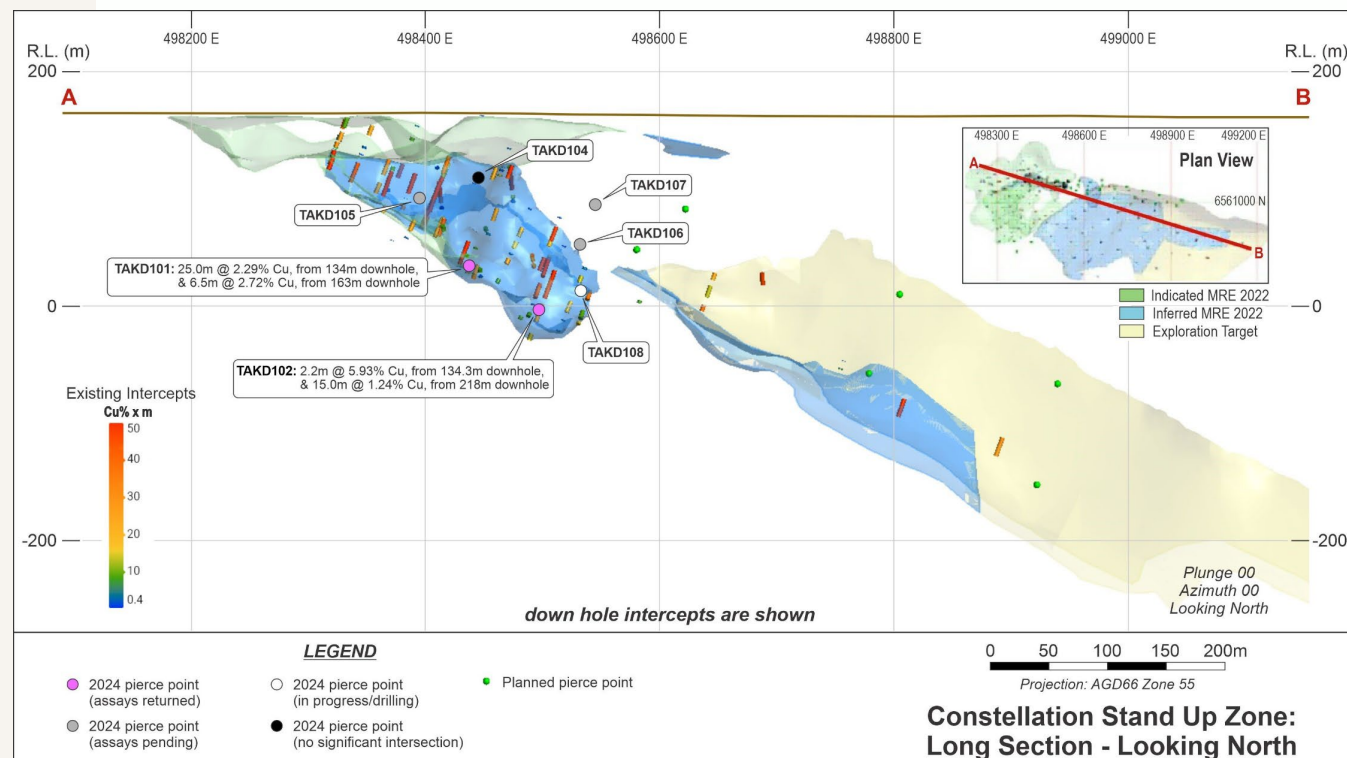 498200 E 498400 E 498600 E 498800 E 499000 E
R.L. (m) R.L. (m)
200 200
A B
498300 E 498600 E 498900 E 499200 E
A Plan View
6561000 N
B
TAKD104
TAKD107
TAKD105
TAKD106
TAKD101: 25.0m @ 2.29% Cu, from 134m downhole,
& 6.5m @ 2.72% Cu, from 163m downhole
Indicated MRE 2022
Inferred MRE 2022
Exploration Target
0 0
TAKD108
TAKD102: 2.2m @ 5.93% Cu, from 134.3m downhole,
& 15.0m @ 1.24% Cu, from 218m downhole
Existing Intercepts
Cu% x m
50
40
30
20
10
0.4
-200 -200
Plunge 00
Azimuth 00
Looking North
down hole intercepts are shown
LEGEND
2024 pierce point
(assays returned)
2024 pierce point
(in progress/drilling)
Planned pierce point
2024 pierce point
(assays pending)
2024 pierce point
(no significant intersection)
0 50 100 150 200m
Projection: AGD66 Zone 55
Constellation Stand Up Zone:
Long Section - Looking North